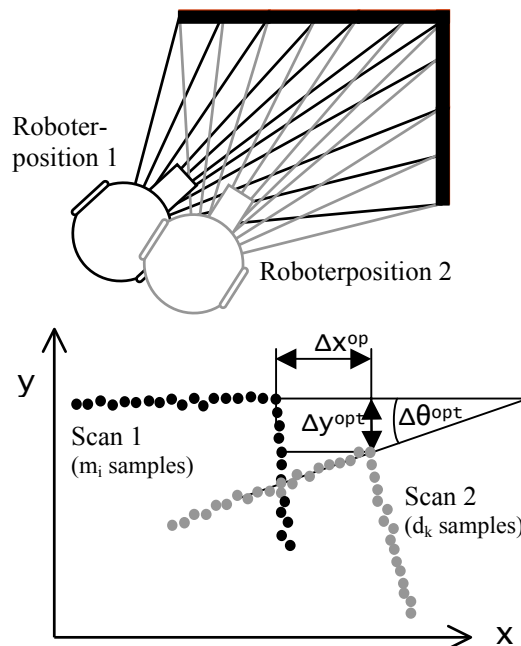 Roboter-
position 1
Roboterposition 2
Δx^op
y
Δy^opt
Δθ^opt
Scan 1
(m_i samples)
Scan 2
(d_k samples)
x